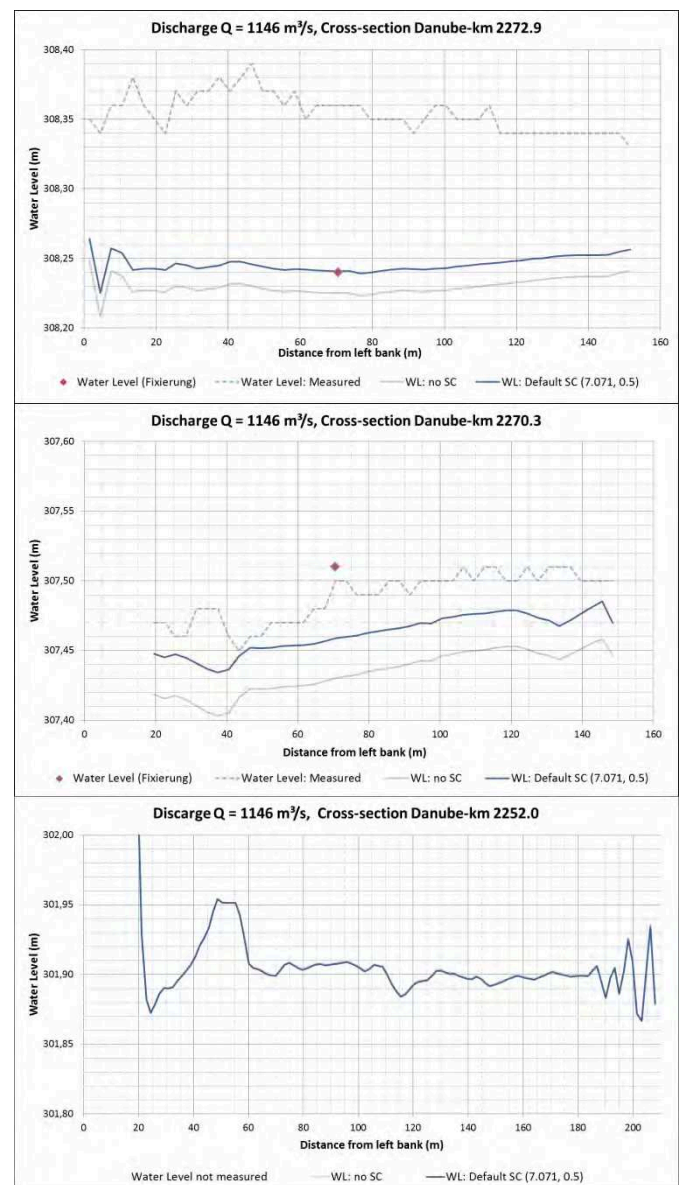 Discharge Q = 1146 m³/s, Cross-section Danube-km 2272.9
308,40
308,35
308,30
308,25
308,20
Water Level (m)
0 20 40 60 80 100 120 140 160
Distance from left bank (m)
Water Level (Fixierung) Water Level: Measured WL: no SC WL: Default SC (7.071, 0.5)
Discharge Q = 1146 m³/s, Cross-section Danube-km 2270.3
307,60
307,55
307,50
307,45
307,40
Water Level (m)
0 20 40 60 80 100 120 140 160
Distance from left bank (m)
Water Level (Fixierung) Water Level: Measured WL: no SC WL: Default SC (7.071, 0.5)
Discarge Q = 1146 m³/s, Cross-section Danube-km 2252.0
302,00
301,95
301,90
301,85
301,80
Water Level (m)
0 20 40 60 80 100 120 140 160 180 200
Distance from left bank (m)
Water Level not measured WL: no SC WL: Default SC (7.071, 0.5)